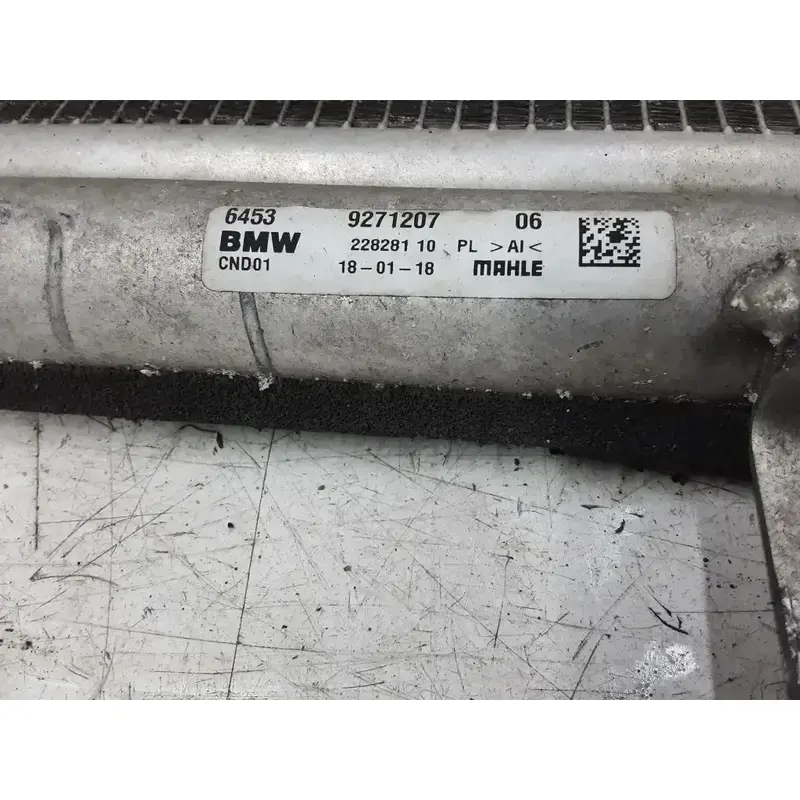 6453 9271207 06
BMW 228281 10 PL >AI<
CND01 18-01-18 MAHLE